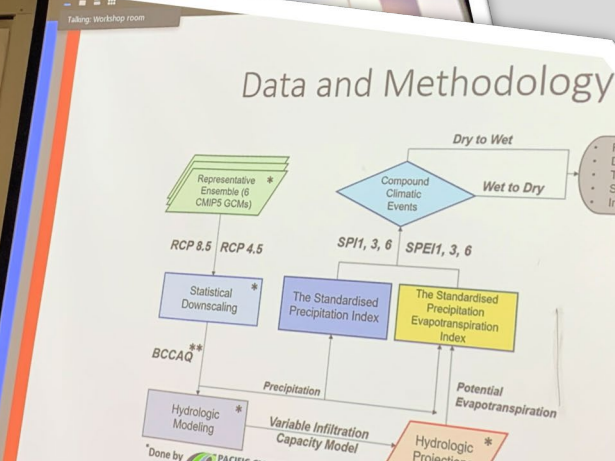 Talking: Workshop room
Data and Methodology
Dry to Wet
Representative
Ensemble (6
CMIP5 GCMs)
*
Compound
Climatic
Events
Wet to Dry
RCP 8.5
RCP 4.5
SPI1, 3, 6
SPEI1, 3, 6
Statistical
Downscaling
*
The Standardised
Precipitation Index
The Standardised
Precipitation
Evapotranspiration
Index
BCCAQ**
Precipitation
Potential
Evapotranspiration
Hydrologic
Modeling
*
Variable Infiltration
Capacity Model
Hydrologic
*
*Done by
PACIFIC